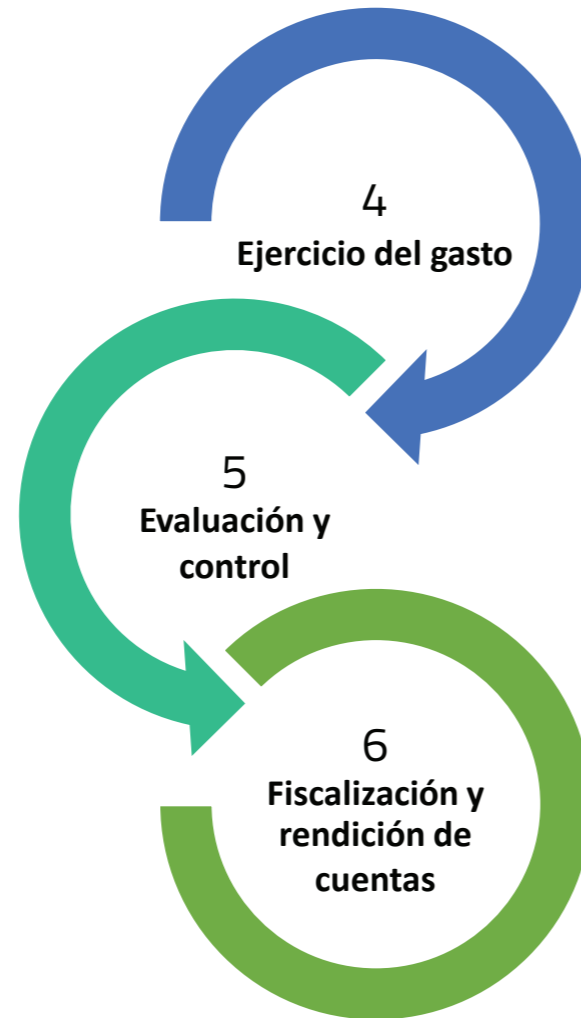 4
Ejercicio del gasto
5
Evaluación y
control
6
Fiscalización y
rendición de
cuentas